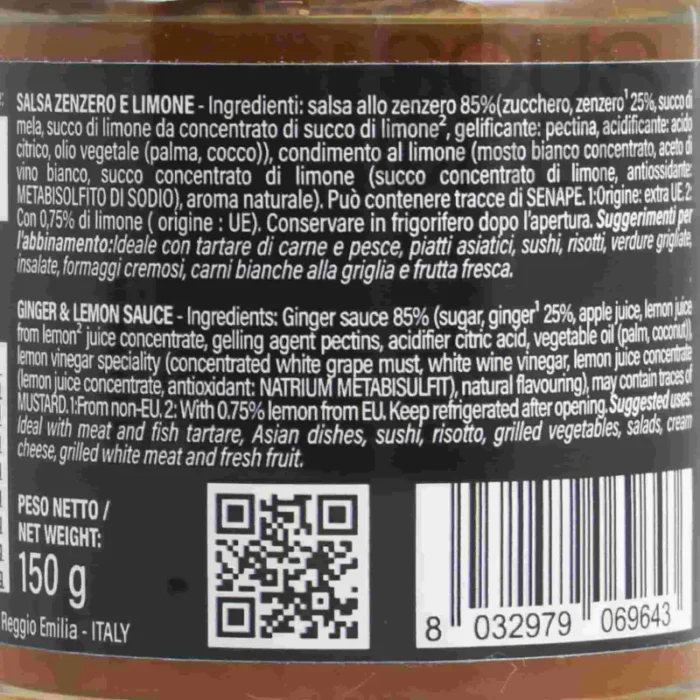 SALSA ZENZERO E LIMONE - Ingredienti: salsa allo zenzero 85%(zucchero, zenzero¹ 25%, succo di
mela, succo di limone da concentrato di succo di limone², gelificante: pectina, acidificante: acido
citrico, olio vegetale (palma, cocco)), condimento al limone (mosto bianco concentrato, aceto di
vino bianco, succo concentrato di limone (succo concentrato di limone, antiossidante:
METABISOLFITO DI SODIO), aroma naturale). Può contenere tracce di SENAPE. 1:Origine: extra UE. 2:
Con 0,75% di limone ( origine : UE). Conservare in frigorifero dopo l'apertura. Suggerimenti per
l'abbinamento:Ideale con tartare di carne e pesce, piatti asiatici, sushi, risotti, verdure grigliate,
insalate, formaggi cremosi, carni bianche alla griglia e frutta fresca.
GINGER & LEMON SAUCE - Ingredients: Ginger sauce 85% (sugar, ginger¹ 25%, apple juice, lemon juice
from lemon² juice concentrate, gelling agent pectins, acidifier citric acid, vegetable oil (palm, coconut)),
lemon vinegar speciality (concentrated white grape must, white wine vinegar, lemon juice concentrate
(lemon juice concentrate, antioxidant: NATRIUM METABISULFIT), natural flavouring), may contain traces of
MUSTARD. 1:From non-EU. 2: With 0.75% lemon from EU. Keep refrigerated after opening. Suggested uses:
Ideal with meat and fish tartare, Asian dishes, sushi, risotto, grilled vegetables, salads, cream
cheese, grilled white meat and fresh fruit.
PESO NETTO /
NET WEIGHT:
150 g
Reggio Emilia - ITALY
8 032979 069643